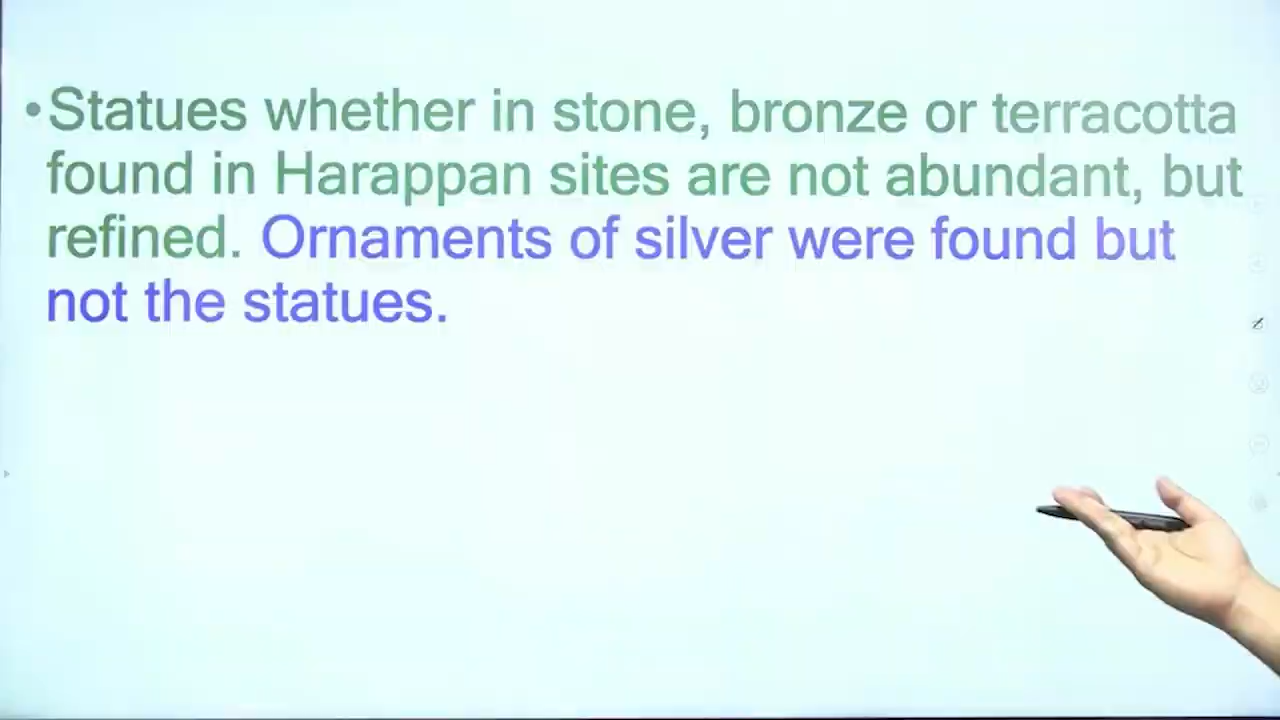 •Statues whether in stone, bronze or terracotta
found in Harappan sites are not abundant, but
refined. Ornaments of silver were found but
not the statues.